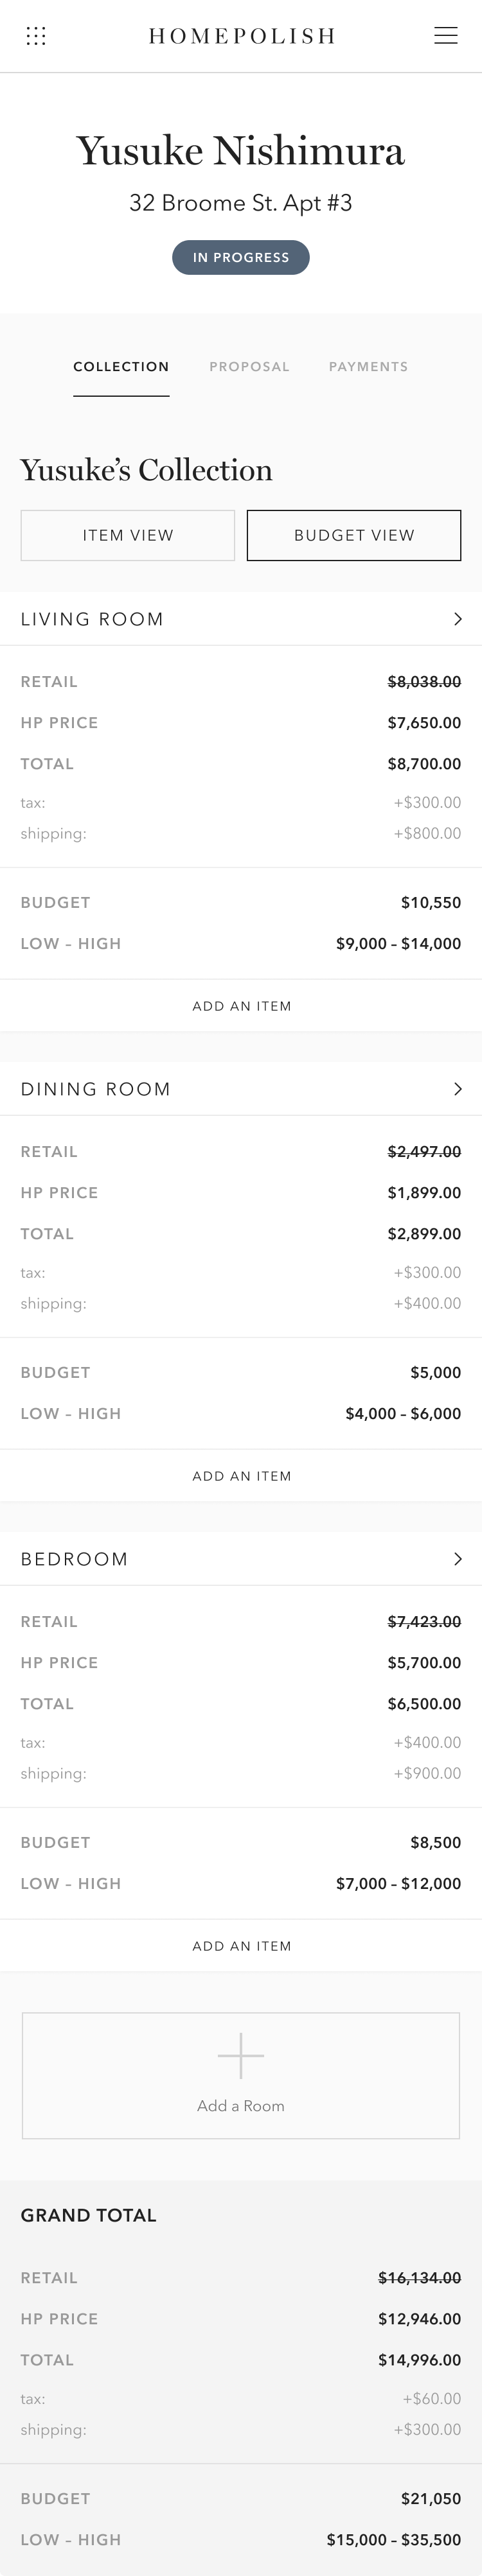 HOMEPOLISH
Yusuke Nishimura
32 Broome St. Apt #3
IN PROGRESS
COLLECTION PROPOSAL PAYMENTS
Yusuke’s Collection
ITEM VIEW BUDGET VIEW
LIVING ROOM
RETAIL $8,038.00
HP PRICE $7,650.00
TOTAL $8,700.00
tax: +$300.00
shipping: +$800.00
BUDGET $10,550
LOW – HIGH $9,000 – $14,000
ADD AN ITEM
DINING ROOM
RETAIL $2,497.00
HP PRICE $1,899.00
TOTAL $2,899.00
tax: +$300.00
shipping: +$400.00
BUDGET $5,000
LOW – HIGH $4,000 – $6,000
ADD AN ITEM
BEDROOM
RETAIL $7,423.00
HP PRICE $5,700.00
TOTAL $6,500.00
tax: +$400.00
shipping: +$900.00
BUDGET $8,500
LOW – HIGH $7,000 – $12,000
ADD AN ITEM
Add a Room
GRAND TOTAL
RETAIL $16,134.00
HP PRICE $12,946.00
TOTAL $14,996.00
tax: +$60.00
shipping: +$300.00
BUDGET $21,050
LOW – HIGH $15,000 – $35,500